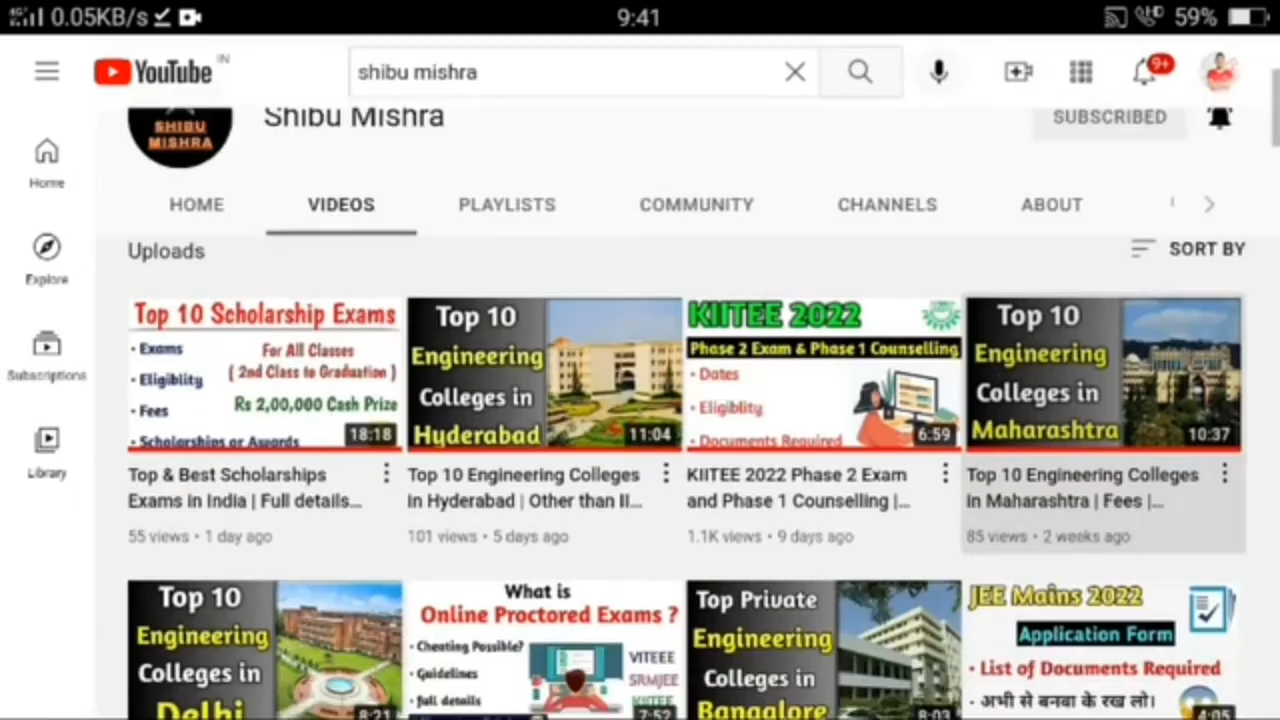 0.05KB/s 9:41 59%
YouTube IN shibu mishra 9+
SHIBU
MISHRA
Shibu Mishra SUBSCRIBED
HOME VIDEOS PLAYLISTS COMMUNITY CHANNELS ABOUT
Home
Explore
Subscriptions
Library
Uploads SORT BY
Top 10 Scholarship Exams
· Exams
· Eligiblity
· Fees
· Scholarships or Awards
For All Classes
( 2nd Class to Graduation )
Rs 2,00,000 Cash Prize
18:18
Top & Best Scholarships
Exams in India | Full details...
55 views • 1 day ago
Top 10
Engineering
Colleges in
Hyderabad
11:04
Top 10 Engineering Colleges
in Hyderabad | Other than II...
101 views • 5 days ago
KIITEE 2022
Phase 2 Exam & Phase 1 Counselling
· Dates
· Eligiblity
· Documents Required
6:59
KIITEE 2022 Phase 2 Exam
and Phase 1 Counselling |...
1.1K views • 9 days ago
Top 10
Engineering
Colleges in
Maharashtra
10:37
Top 10 Engineering Colleges
in Maharashtra | Fees |...
85 views • 2 weeks ago
Top 10
Engineering
Colleges in
Delhi
8:21
What is
Online Proctored Exams ?
· Cheating Possible?
· Guidelines
· full details
VITEEE
SRMJEE
KIITEE
7:52
Top Private
Engineering
Colleges in
Bangalore
8:03
JEE Mains 2022
Application Form
· List of Documents Required
· अभी से बनवा के रख लो।